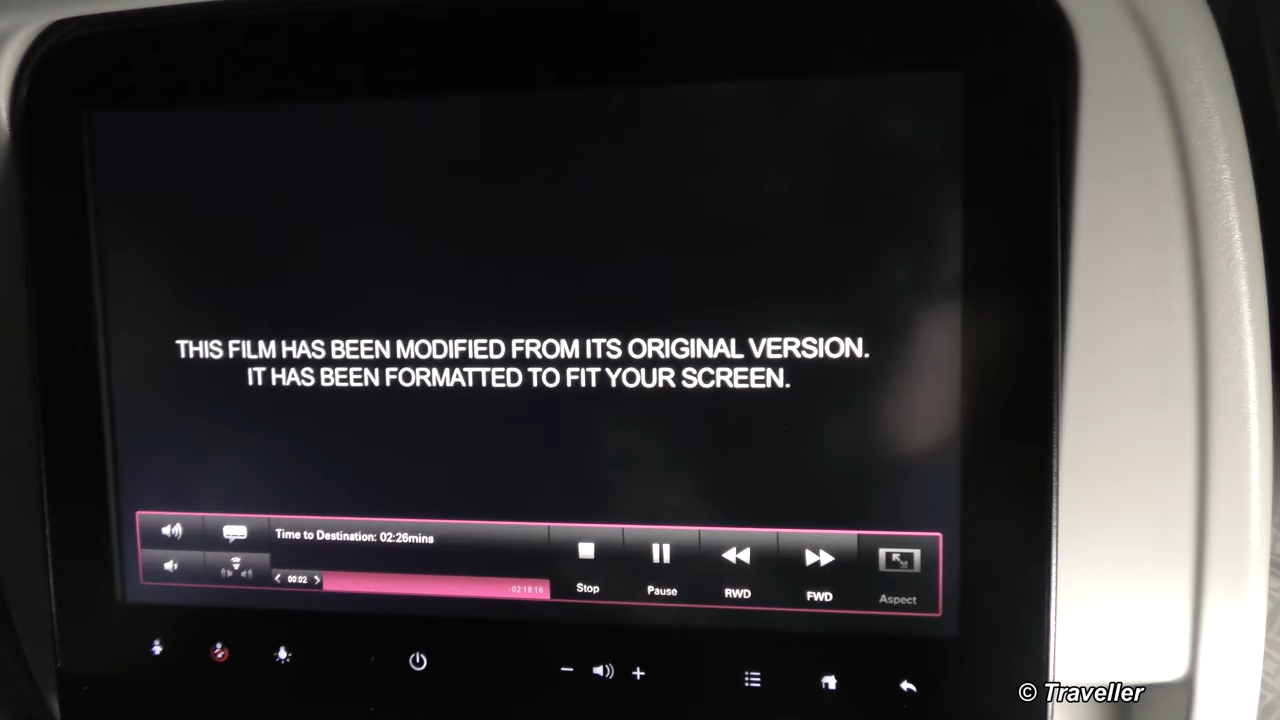 THIS FILM HAS BEEN MODIFIED FROM ITS ORIGINAL VERSION.
IT HAS BEEN FORMATTED TO FIT YOUR SCREEN.
Time to Destination: 02:26mins
00:02
-02:18:16
Stop
Pause
RWD
FWD
Aspect
© Traveller